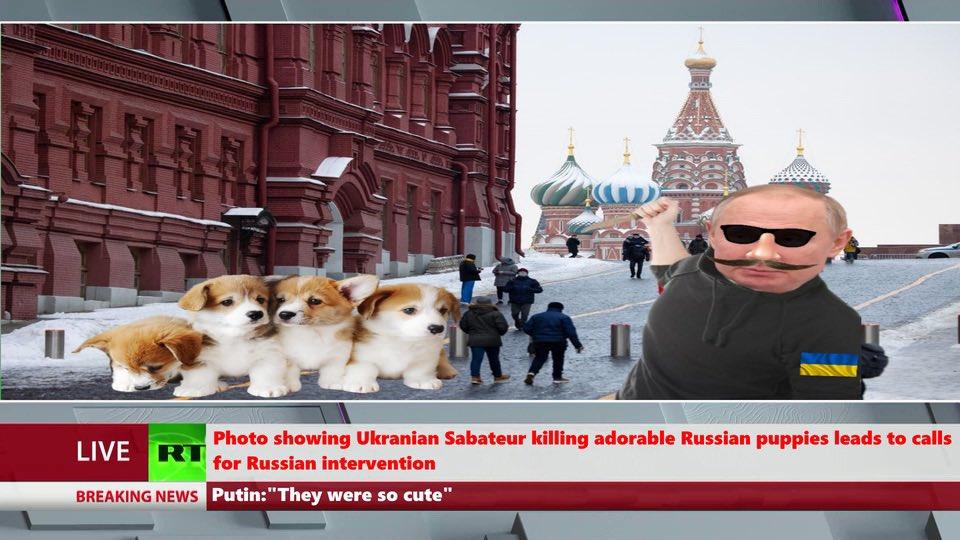 LIVE
RT
Photo showing Ukranian Sabateur killing adorable Russian puppies leads to calls
for Russian intervention
BREAKING NEWS
Putin:"They were so cute"